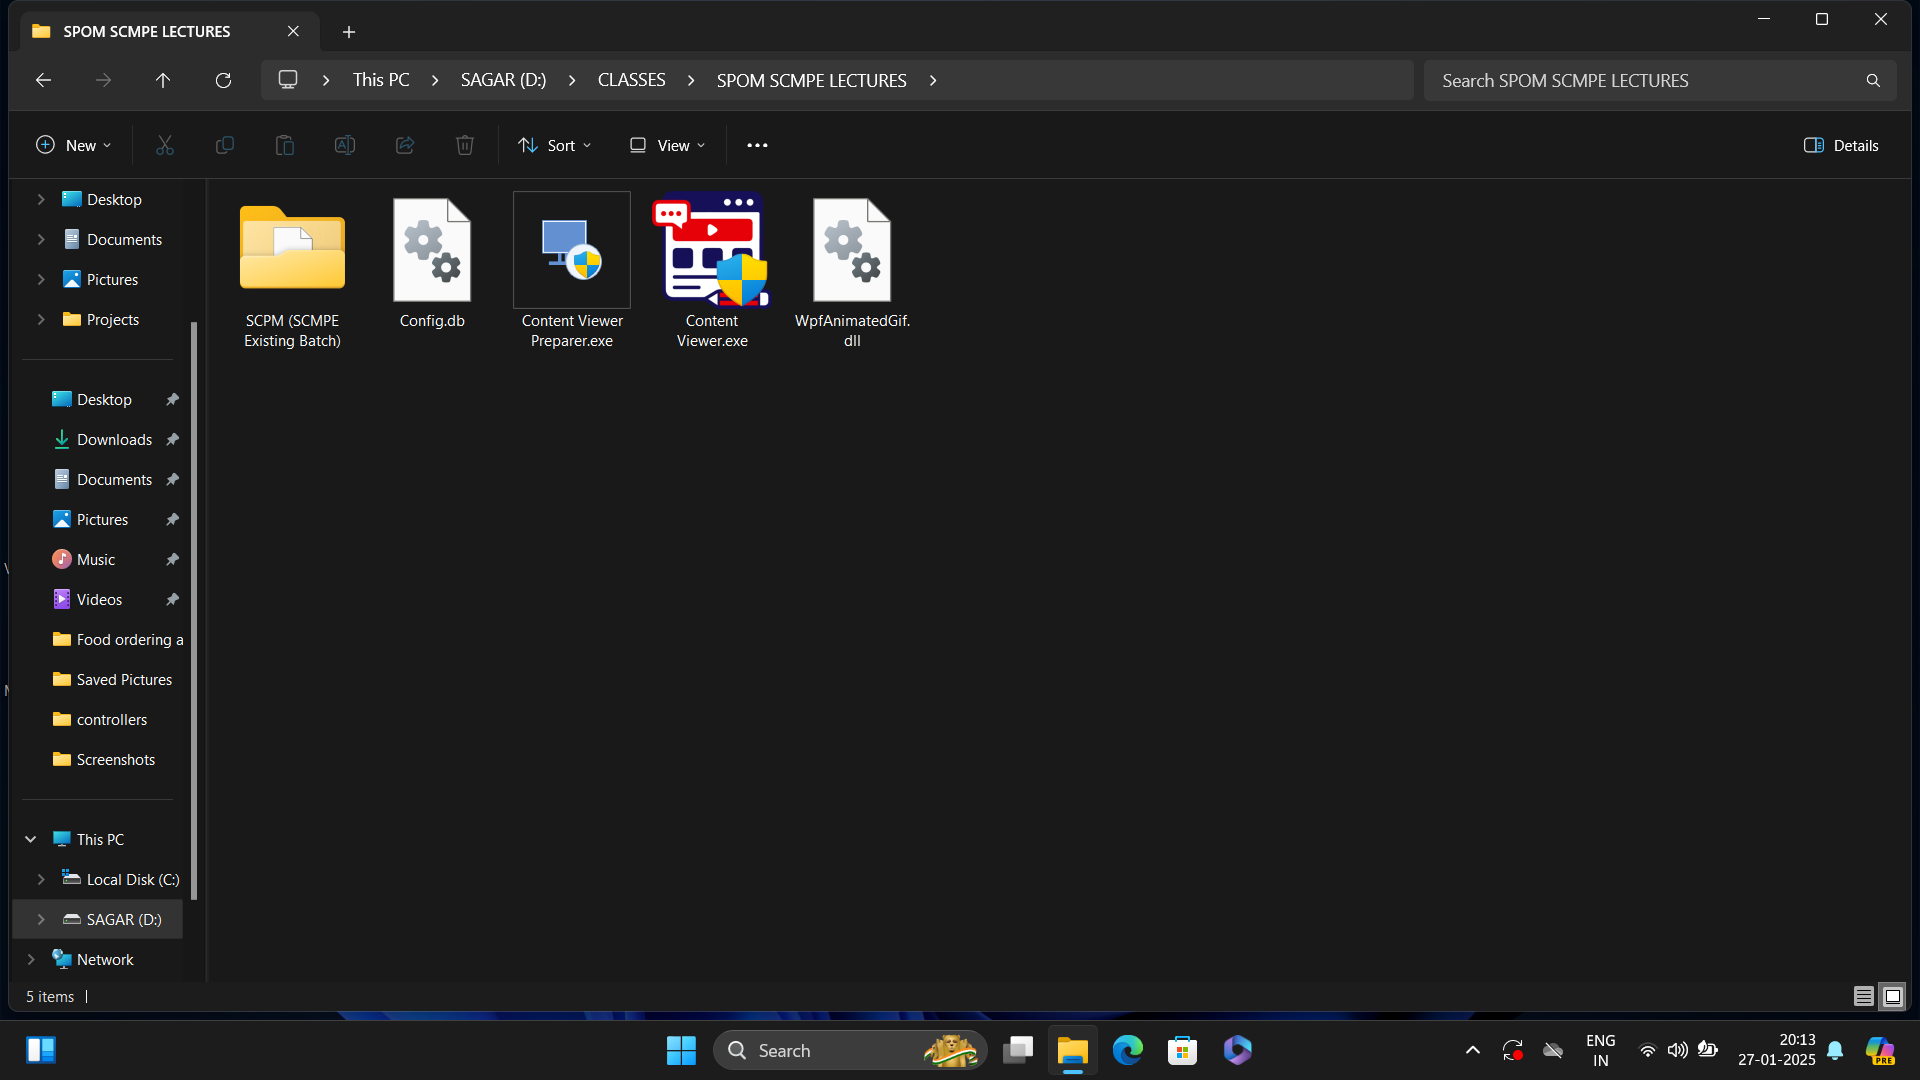 SPOM SCMPE LECTURES
This PC
SAGAR (D:)
CLASSES
SPOM SCMPE LECTURES
Search SPOM SCMPE LECTURES
New
Sort
View
Details
Desktop
Documents
Pictures
Projects
Desktop
Downloads
Documents
Pictures
Music
Videos
Food ordering a
Saved Pictures
controllers
Screenshots
This PC
Local Disk (C:)
SAGAR (D:)
Network
SCPM (SCMPE
Existing Batch)
Config.db
Content Viewer
Preparer.exe
Content
Viewer.exe
WpfAnimatedGif.
dll
5 items
Search
ENG
IN
20:13
27-01-2025
PRE